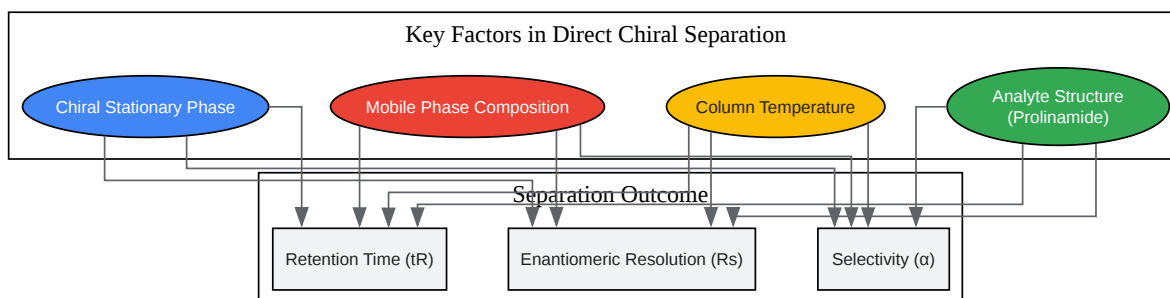 Key Factors in Direct Chiral Separation
Chiral Stationary Phase
Mobile Phase Composition
Column Temperature
Analyte Structure
(Prolinamide)
Separation Outcome
Retention Time (tR)
Enantiomeric Resolution (Rs)
Selectivity (α)